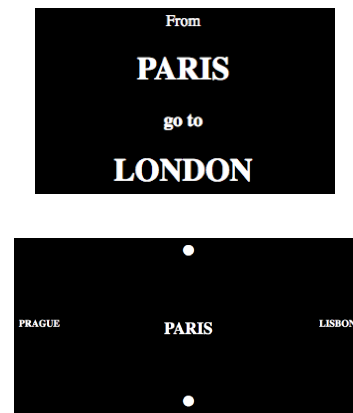 From
PARIS
go to
LONDON
PRAGUE PARIS LISBON